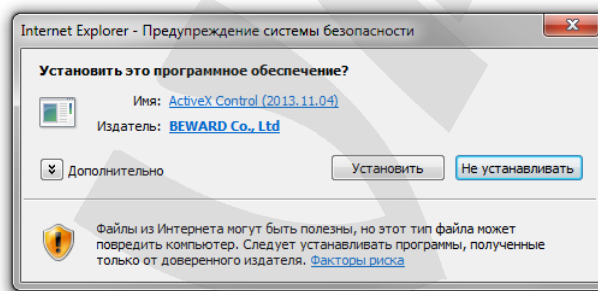 Internet Explorer - Предупреждение системы безопасности
Установить это программное обеспечение?
Имя: ActiveX Control (2013.11.04)
Издатель: BEWARD Co., Ltd
Дополнительно Установить Не устанавливать
Файлы из Интернета могут быть полезны, но этот тип файла может
повредить компьютер. Следует устанавливать программы, полученные
только от доверенного издателя. Факторы риска